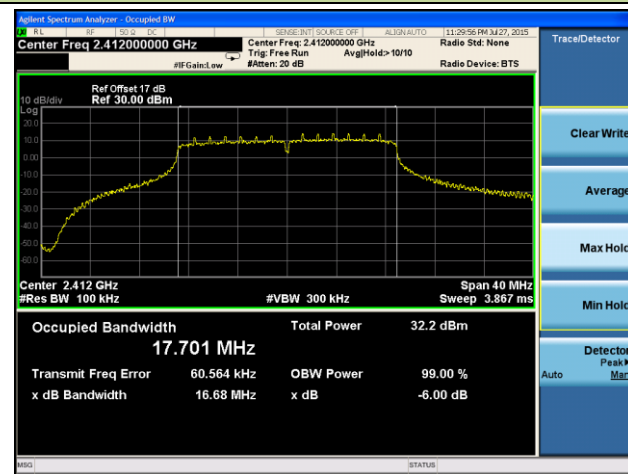 Agilent Spectrum Analyzer - Occupied BW
RL RF 50 Ω DC SENSE:INT SOURCE OFF ALIGN AUTO 11:29:56 PM Jul 27, 2015
Center Freq 2.412000000 GHz
Center Freq: 2.412000000 GHz
Trig: Free Run Avg|Hold:> 10/10
#IFGain:Low #Atten: 20 dB
Radio Std: None
Radio Device: BTS
Trace/Detector
Ref Offset 17 dB
10 dB/div Ref 30.00 dBm
Log
20.0
10.0
0.00
-10.0
-20.0
-30.0
-40.0
-50.0
-60.0
Center 2.412 GHz Span 40 MHz
#Res BW 100 kHz #VBW 300 kHz Sweep 3.867 ms
Occupied Bandwidth Total Power 32.2 dBm
17.701 MHz
Transmit Freq Error 60.564 kHz OBW Power 99.00 %
x dB Bandwidth 16.68 MHz x dB -6.00 dB
Clear Write
Average
Max Hold
Min Hold
Detector
Peak
Auto Man
MSG STATUS